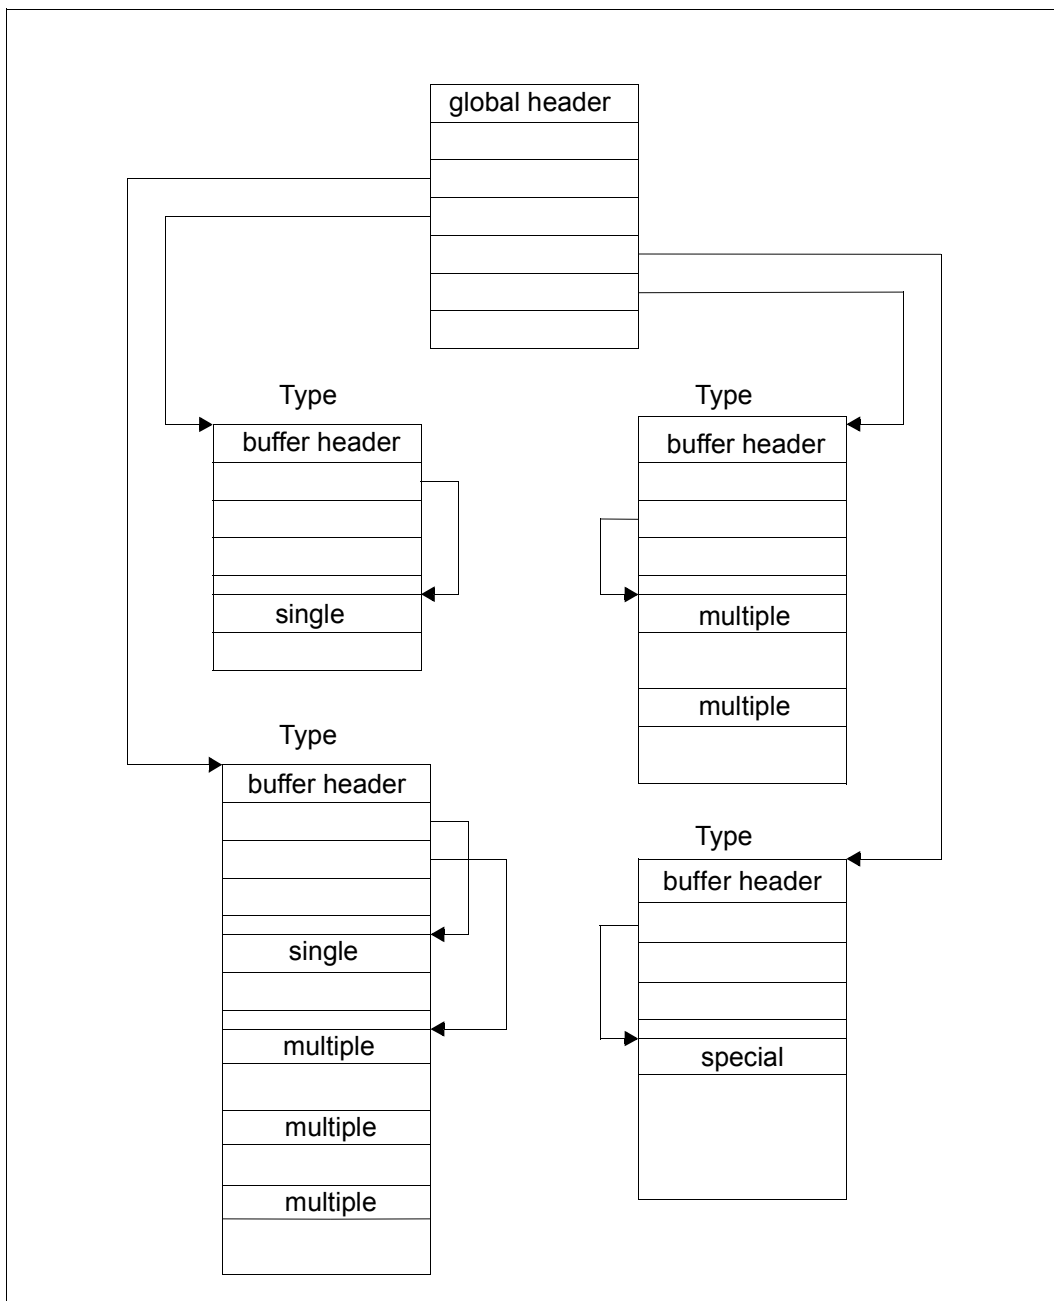 global header
Type
buffer header
single
Type
buffer header
multiple
multiple
Type
buffer header
single
multiple
multiple
multiple
Type
buffer header
special